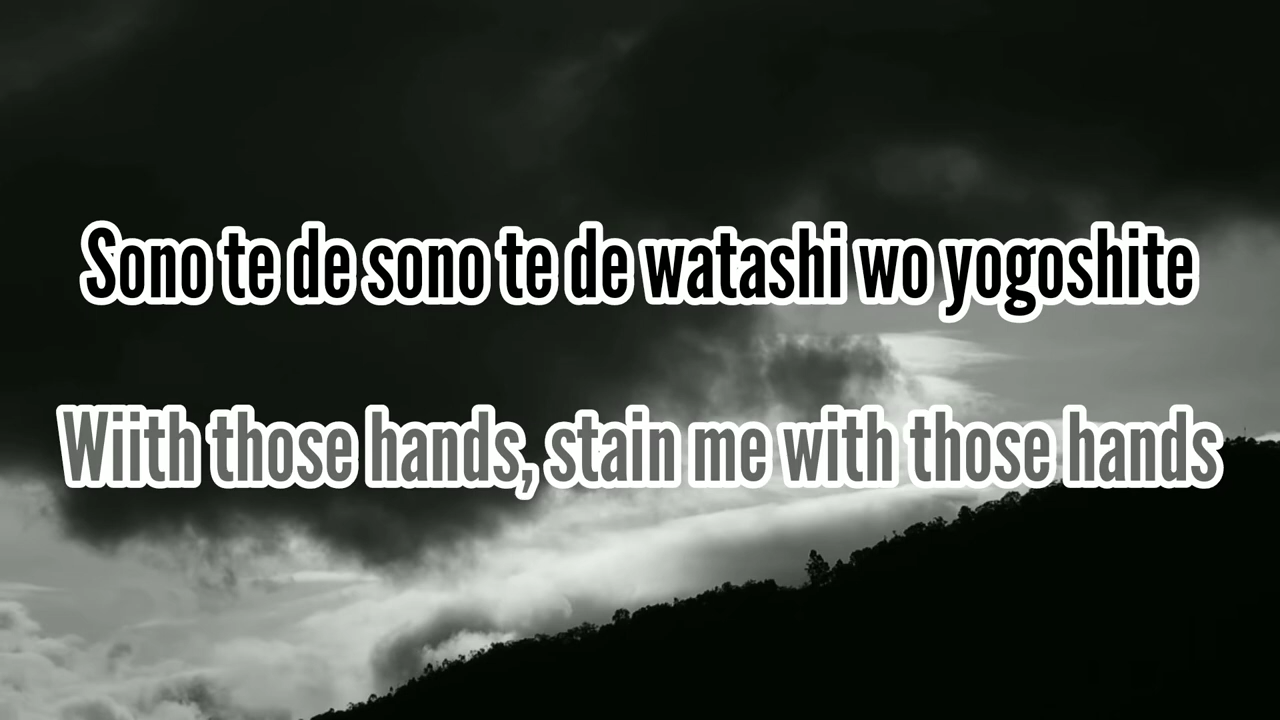 Sono te de sono te de watashi wo yogoshite
Wiith those hands, stain me with those hands